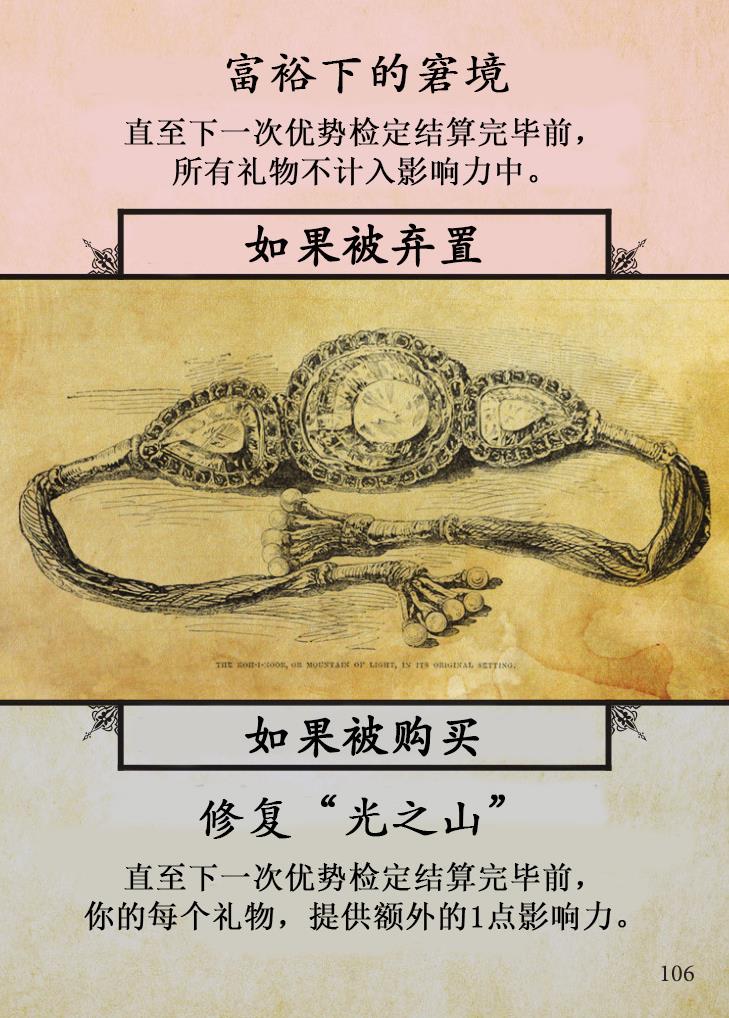 富裕下的窘境
直至下一次优势检定结算完毕前，
所有礼物不计入影响力中。
如果被弃置
THE KOH-I-NOOR, OR MOUNTAIN OF LIGHT, IN ITS ORIGINAL SETTING.
如果被购买
修复“光之山”
直至下一次优势检定结算完毕前，
你的每个礼物，提供额外的1点影响力。
106